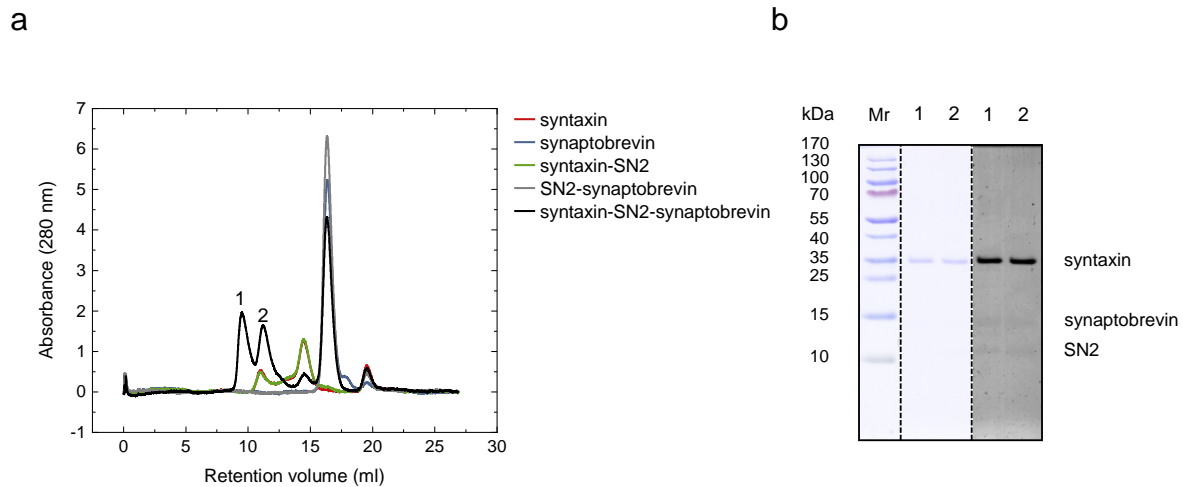 a
7
6
5
4
3
2
1
0
-1
Absorbance (280 nm)
1
2
0 5 10 15 20 25 30
Retention volume (ml)
syntaxin
synaptobrevin
syntaxin-SN2
SN2-synaptobrevin
syntaxin-SN2-synaptobrevin
b
kDa Mr 1 2 1 2
170
130
100
70
55
40
35
25
15
10
syntaxin
synaptobrevin
SN2